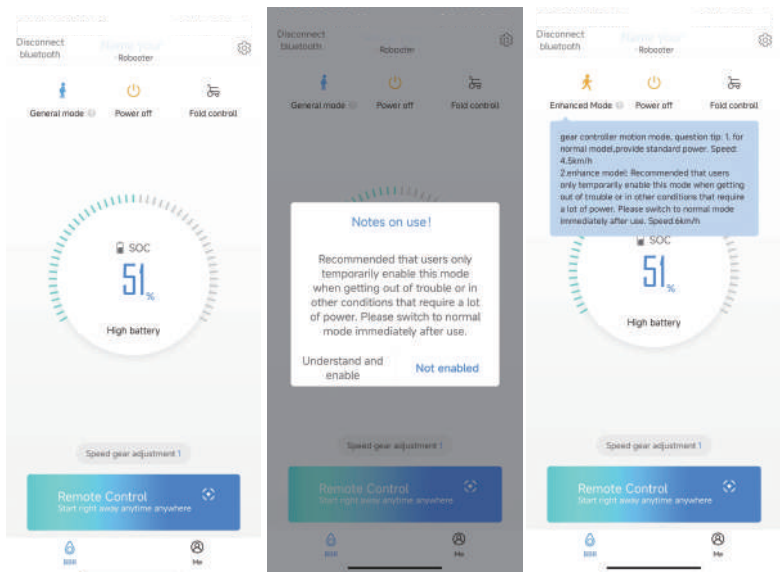 Disconnect
bluetooth
Robooter
General mode
Power off
Fold controll
SOC
51%
High battery
Speed gear adjustment 1
Remote Control
Start right away anytime anywhere
Me
Disconnect
bluetooth
Robooter
General mode
Power off
Fold controll
Notes on use!
Recommended that users only
temporarily enable this mode
when getting out of trouble or in
other conditions that require a lot
of power. Please switch to normal
mode immediately after use.
Understand and
enable
Not enabled
Speed gear adjustment 1
Remote Control
Start right away anytime anywhere
Me
Disconnect
bluetooth
Robooter
Enhanced Mode
Power off
Fold controll
gear controller motion mode, question tip: 1. for
normal model,provide standard power. Speed:
4.5km/h
2.enhance model: Recommended that users
only temporarily enable this mode when getting
out of trouble or in other conditions that require
a lot of power. Please switch to normal mode
immediately after use. Speed:6km/h
SOC
51%
High battery
Speed gear adjustment 1
Remote Control
Start right away anytime anywhere
Me